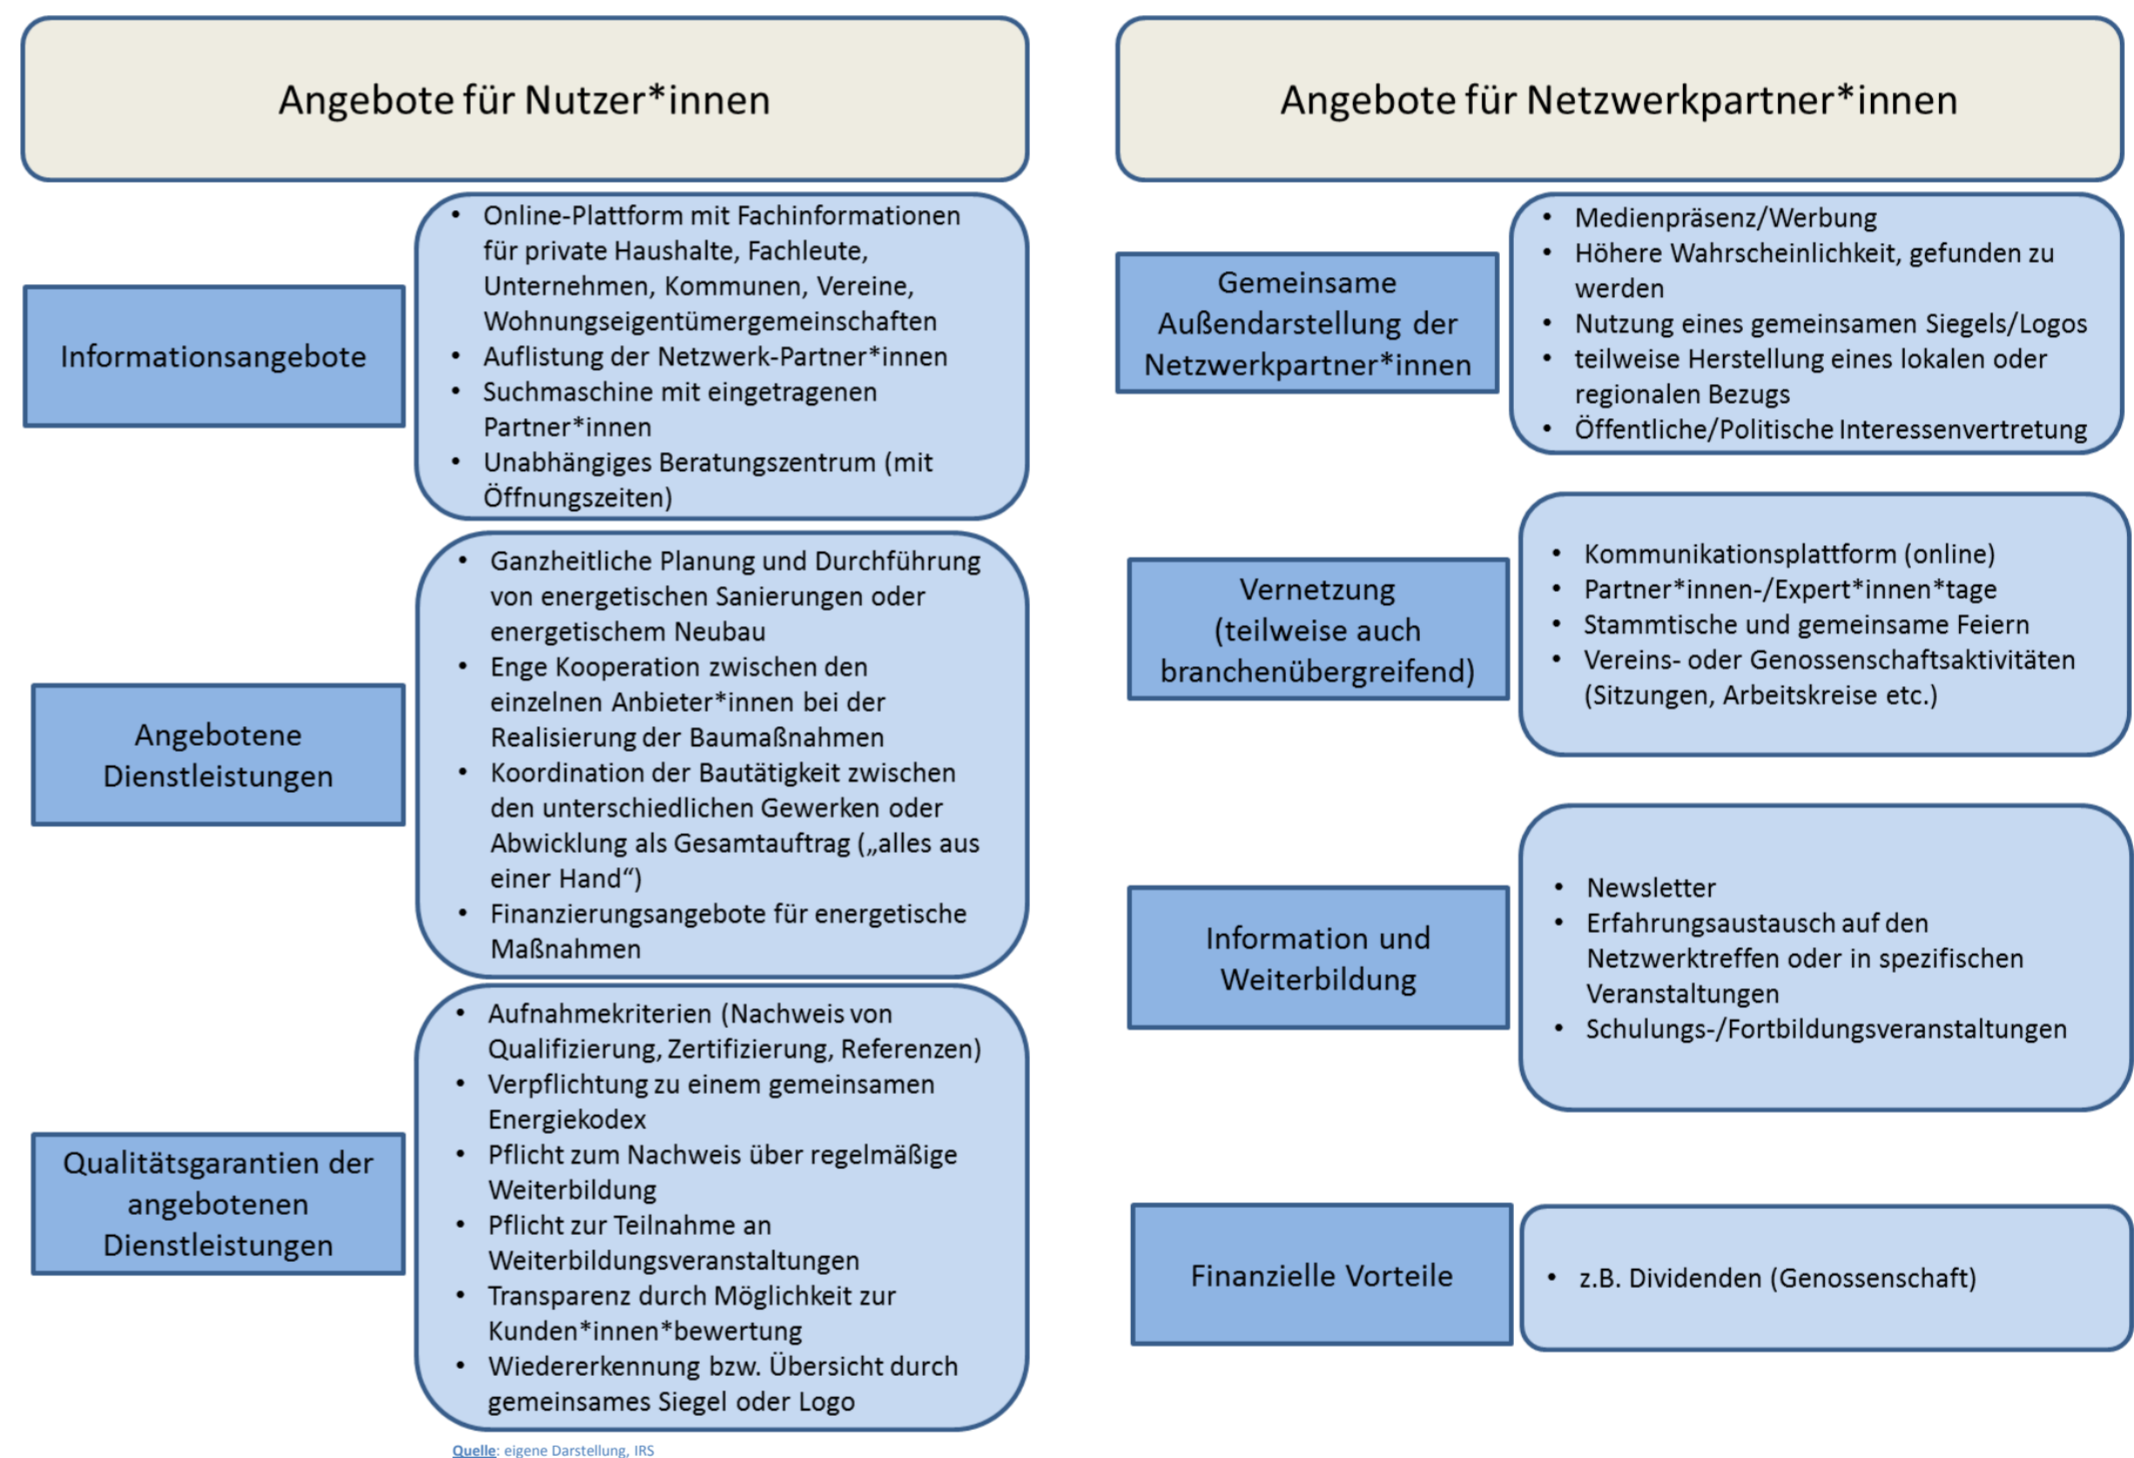 Angebote für Nutzer*innen
Informationsangebote
• Online-Plattform mit Fachinformationen
für private Haushalte, Fachleute,
Unternehmen, Kommunen, Vereine,
Wohnungseigentümergemeinschaften
• Auflistung der Netzwerk-Partner*innen
• Suchmaschine mit eingetragenen
Partner*innen
• Unabhängiges Beratungszentrum (mit
Öffnungszeiten)
Angebotene
Dienstleistungen
• Ganzheitliche Planung und Durchführung
von energetischen Sanierungen oder
energetischem Neubau
• Enge Kooperation zwischen den
einzelnen Anbieter*innen bei der
Realisierung der Baumaßnahmen
• Koordination der Bautätigkeit zwischen
den unterschiedlichen Gewerken oder
Abwicklung als Gesamtauftrag („alles aus
einer Hand“)
• Finanzierungsangebote für energetische
Maßnahmen
Qualitätsgarantien der
angebotenen
Dienstleistungen
• Aufnahmekriterien (Nachweis von
Qualifizierung, Zertifizierung, Referenzen)
• Verpflichtung zu einem gemeinsamen
Energiekodex
• Pflicht zum Nachweis über regelmäßige
Weiterbildung
• Pflicht zur Teilnahme an
Weiterbildungsveranstaltungen
• Transparenz durch Möglichkeit zur
Kunden*innen*bewertung
• Wiedererkennung bzw. Übersicht durch
gemeinsames Siegel oder Logo
Quelle: eigene Darstellung, IRS
Angebote für Netzwerkpartner*innen
Gemeinsame
Außendarstellung der
Netzwerkpartner*innen
• Medienpräsenz/Werbung
• Höhere Wahrscheinlichkeit, gefunden zu
werden
• Nutzung eines gemeinsamen Siegels/Logos
• teilweise Herstellung eines lokalen oder
regionalen Bezugs
• Öffentliche/Politische Interessenvertretung
Vernetzung
(teilweise auch
branchenübergreifend)
• Kommunikationsplattform (online)
• Partner*innen-/Expert*innen*tage
• Stammtische und gemeinsame Feiern
• Vereins- oder Genossenschaftsaktivitäten
(Sitzungen, Arbeitskreise etc.)
Information und
Weiterbildung
• Newsletter
• Erfahrungsaustausch auf den
Netzwerktreffen oder in spezifischen
Veranstaltungen
• Schulungs-/Fortbildungsveranstaltungen
Finanzielle Vorteile
• z.B. Dividenden (Genossenschaft)